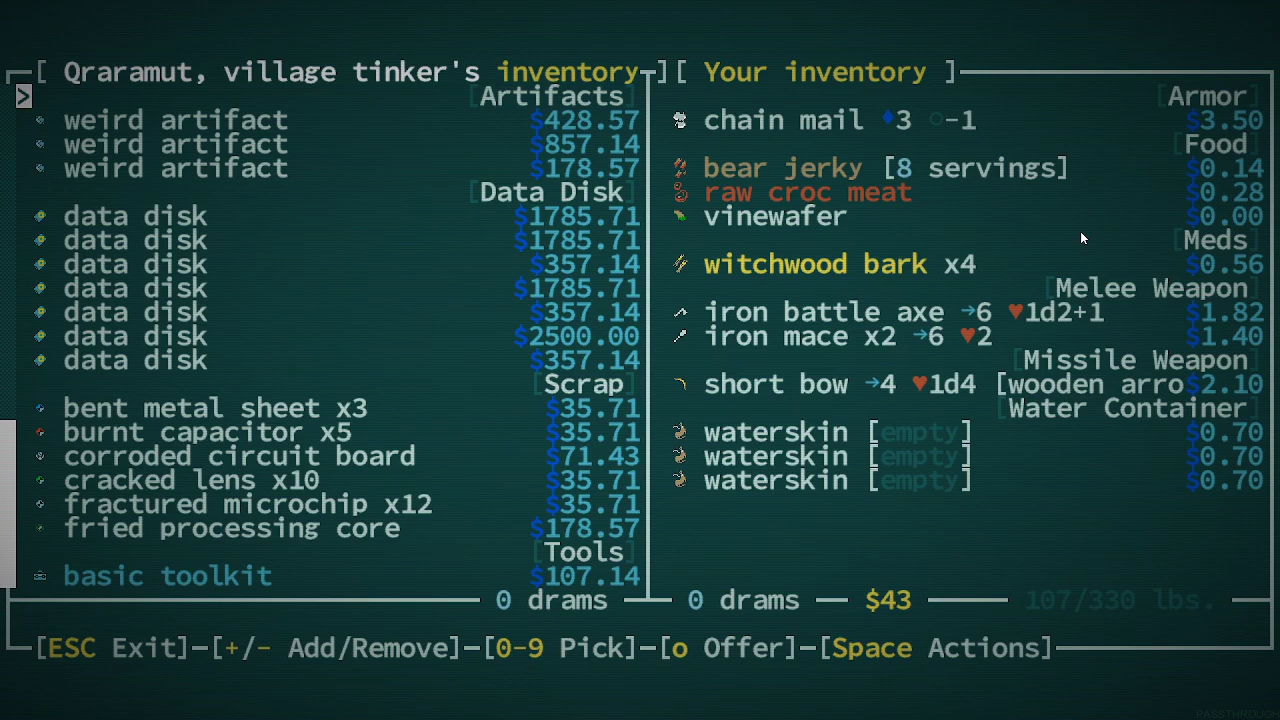 [ Qraramut, village tinker's inventory ] [ Your inventory ]
> [Artifacts] [Armor]
weird artifact $428.57 chain mail ♦3 ○-1 $3.50
weird artifact $857.14 [Food]
weird artifact $178.57 bear jerky [8 servings] $0.14
[Data Disk] raw croc meat $0.28
data disk $1785.71 vinewafer $0.00
data disk $1785.71 [Meds]
data disk $357.14 witchwood bark x4 $0.56
data disk $1785.71 [Melee Weapon]
data disk $357.14 iron battle axe →6 ♥1d2+1 $1.82
data disk $2500.00 iron mace x2 →6 ♥2 $1.40
data disk $357.14 [Missile Weapon]
[Scrap] short bow →4 ♥1d4 [wooden arro $2.10
bent metal sheet x3 $35.71 [Water Container]
burnt capacitor x5 $35.71 waterskin [empty] $0.70
corroded circuit board $71.43 waterskin [empty] $0.70
cracked lens x10 $35.71 waterskin [empty] $0.70
fractured microchip x12 $35.71
fried processing core $178.57
[Tools]
basic toolkit $107.14
0 drams 0 drams $43 107/330 lbs.
[ESC Exit] [+/- Add/Remove] [0-9 Pick] [o Offer] [Space Actions]